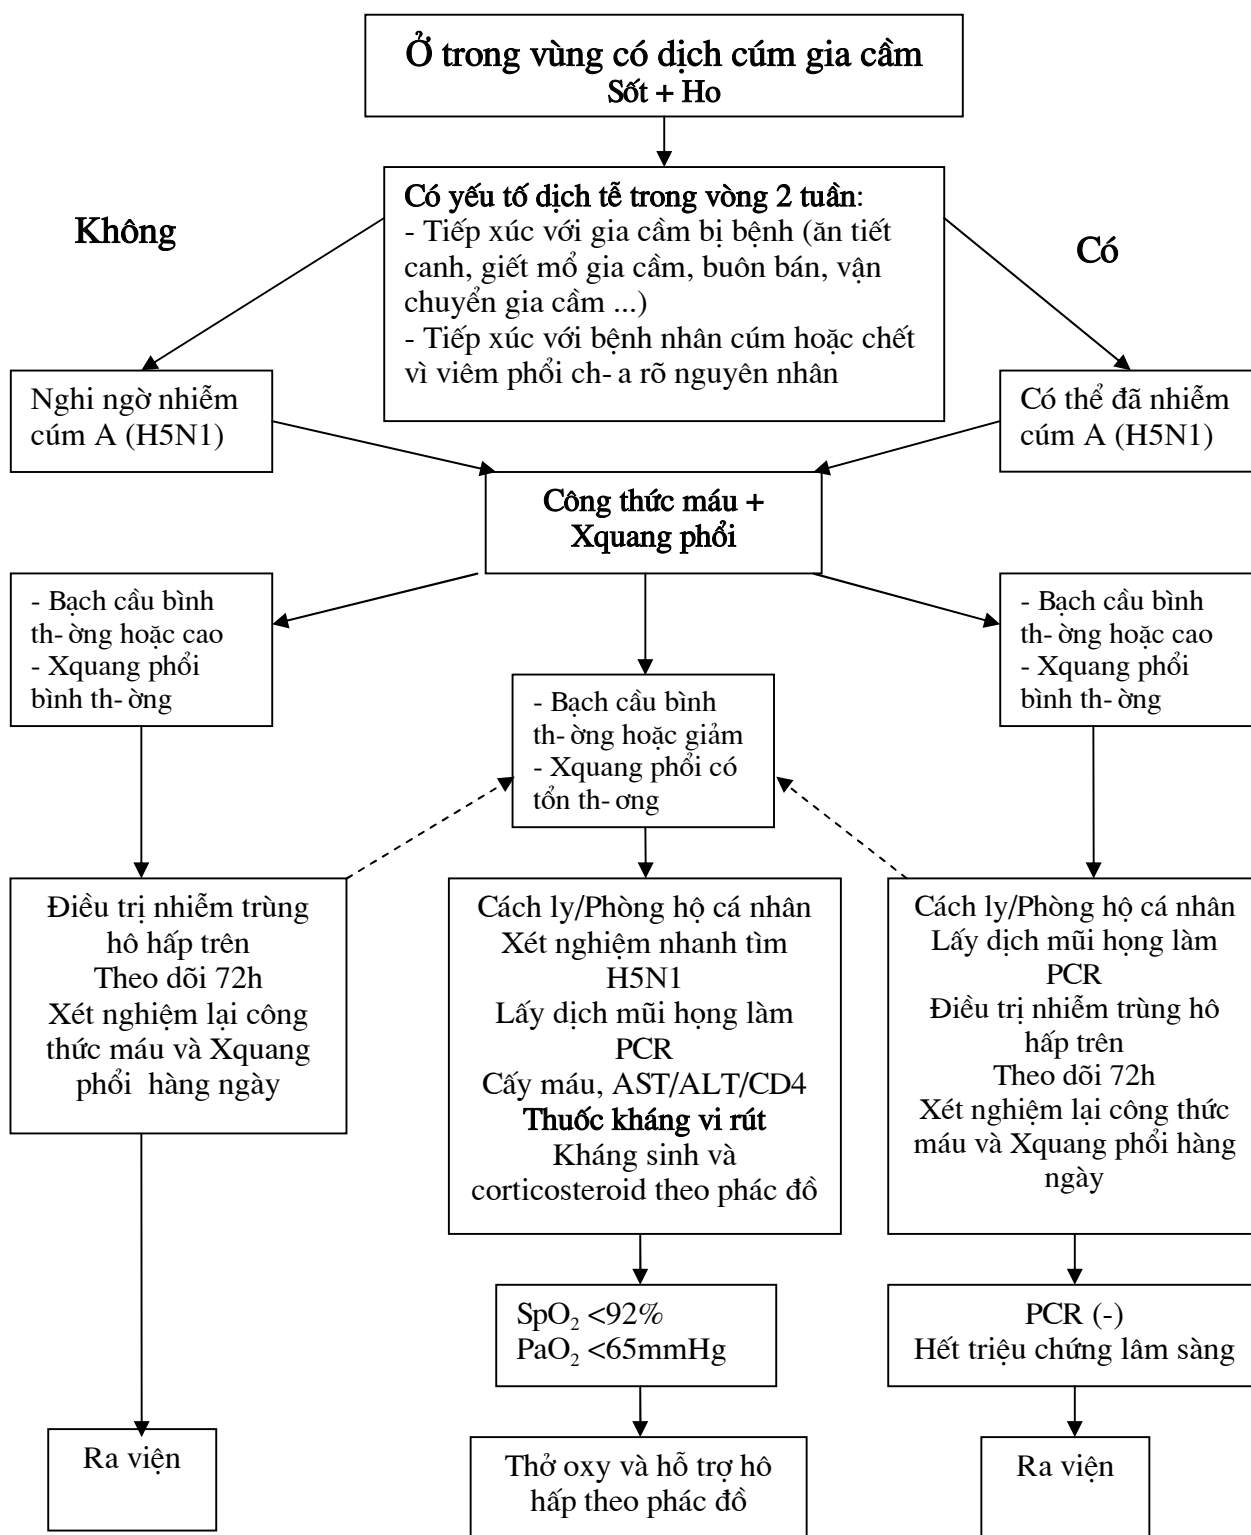 Ở trong vùng có dịch cúm gia cầm
Sốt + Ho
Có yếu tố dịch tễ trong vòng 2 tuần:
- Tiếp xúc với gia cầm bị bệnh (ăn tiết
canh, giết mổ gia cầm, buôn bán, vận
chuyển gia cầm ...)
- Tiếp xúc với bệnh nhân cúm hoặc chết
vì viêm phổi ch- a rõ nguyên nhân
Không
Có
Nghi ngờ nhiễm
cúm A (H5N1)
Có thể đã nhiễm
cúm A (H5N1)
Công thức máu +
Xquang phổi
- Bạch cầu bình
th- ờng hoặc cao
- Xquang phổi
bình th- ờng
- Bạch cầu bình
th- ờng hoặc giảm
- Xquang phổi có
tổn th- ơng
- Bạch cầu bình
th- ờng hoặc cao
- Xquang phổi
bình th- ờng
Điều trị nhiễm trùng
hô hấp trên
Theo dõi 72h
Xét nghiệm lại công
thức máu và Xquang
phổi hàng ngày
Cách ly/Phòng hộ cá nhân
Xét nghiệm nhanh tìm
H5N1
Lấy dịch mũi họng làm
PCR
Cấy máu, AST/ALT/CD4
Thuốc kháng vi rút
Kháng sinh và
corticosteroid theo phác đồ
Cách ly/Phòng hộ cá nhân
Lấy dịch mũi họng làm
PCR
Điều trị nhiễm trùng hô
hấp trên
Theo dõi 72h
Xét nghiệm lại công thức
máu và Xquang phổi hàng
ngày
SpO₂ <92%
PaO₂ <65mmHg
PCR (-)
Hết triệu chứng lâm sàng
Ra viện
Thở oxy và hỗ trợ hô
hấp theo phác đồ
Ra viện